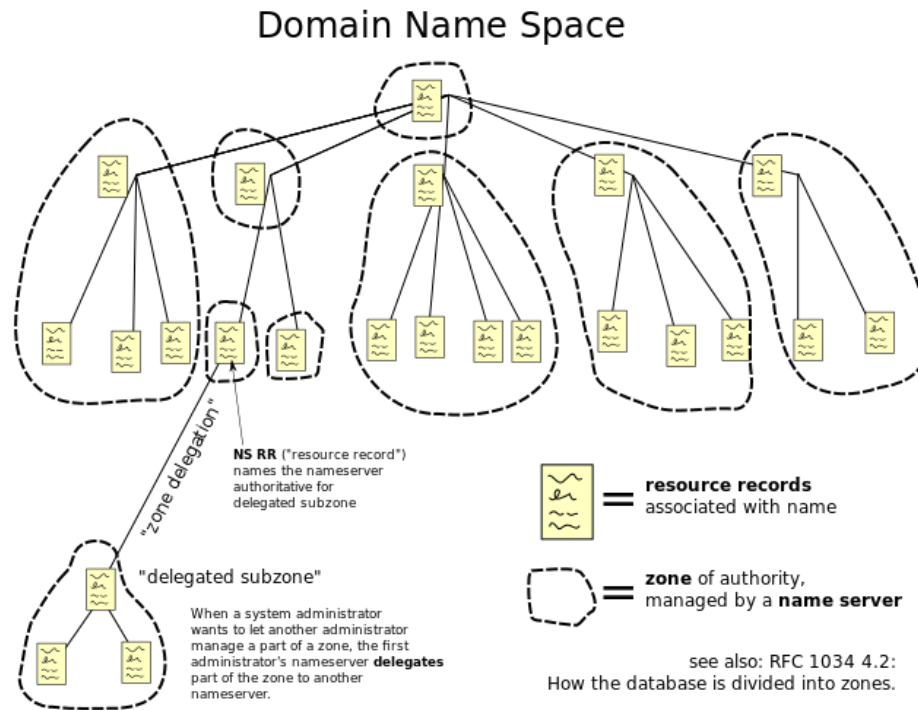 Domain Name Space
"zone delegation"
NS RR ("resource record")
names the nameserver
authoritative for
delegated subzone
resource records
associated with name
"delegated subzone"
When a system administrator
wants to let another administrator
manage a part of a zone, the first
administrator's nameserver delegates
part of the zone to another
nameserver.
zone of authority,
managed by a name server
see also: RFC 1034 4.2:
How the database is divided into zones.